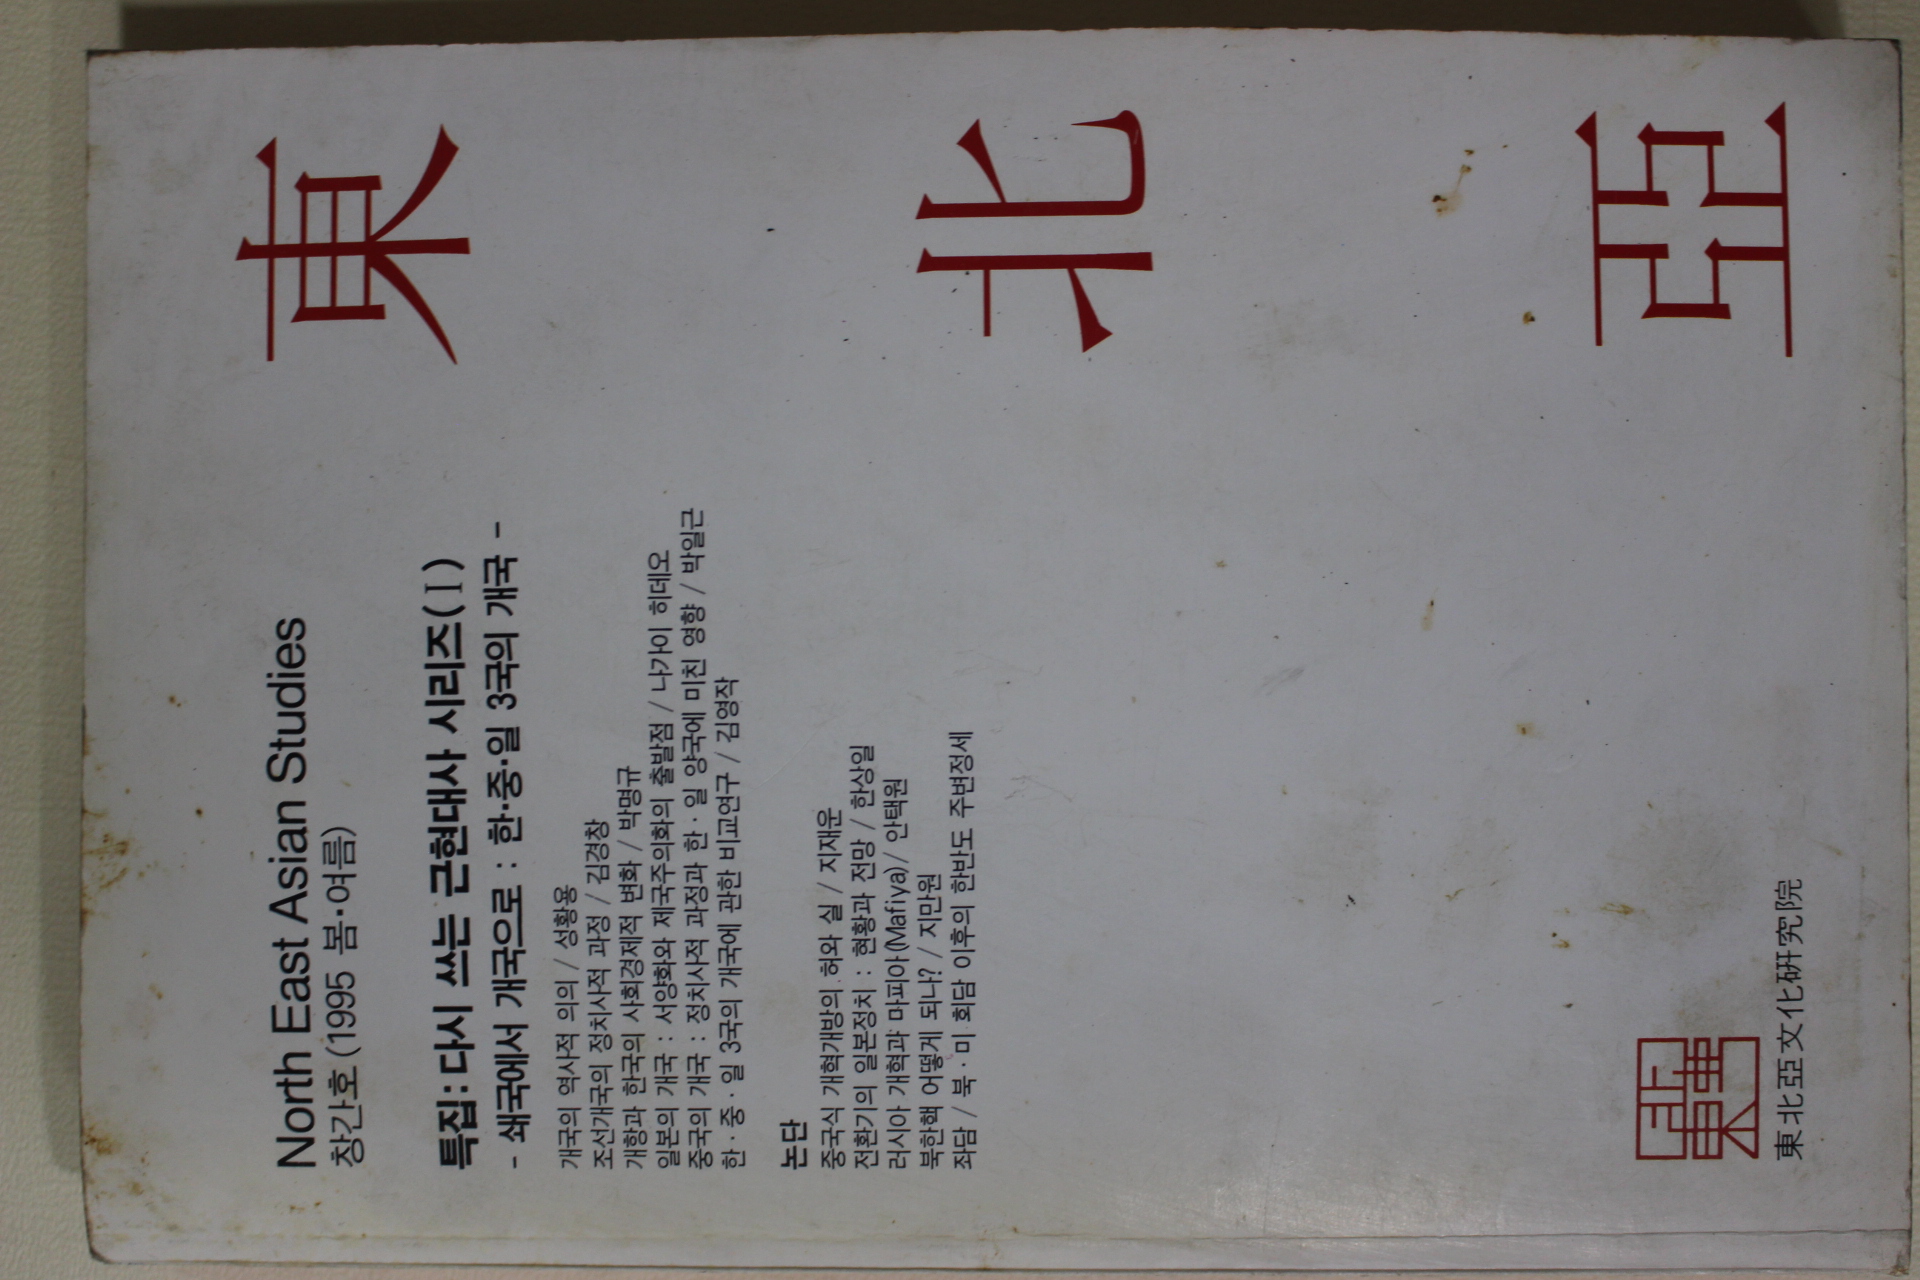 東北亞
North East Asian Studies
창간호 (1995 봄·여름)
특집: 다시 쓰는 근현대사 시리즈(Ⅰ)
- 쇄국에서 개국으로 : 한·중·일 3국의 개국 -
개국의 역사적 의의 / 성황용
조선개국의 정치사적 과정 / 김경창
개항과 한국의 사회경제적 변화 / 박명규
일본의 개국 : 서양화와 제국주의화의 출발점 / 나가이 히데오
중국의 개국 : 정치사적 과정과 한·일 양국에 미친 영향 / 박일근
한·중·일 3국의 개국에 관한 비교연구 / 김영작
논단
중국식 개혁개방의 허와 실 / 지재운
전환기의 일본정치 : 현황과 전망 / 한상일
러시아 개혁과 마피아(Mafiya) / 안택원
북한핵 어떻게 되나? / 지만원
좌담 / 북·미 회담 이후의 한반도 주변정세
東北亞文化硏究院